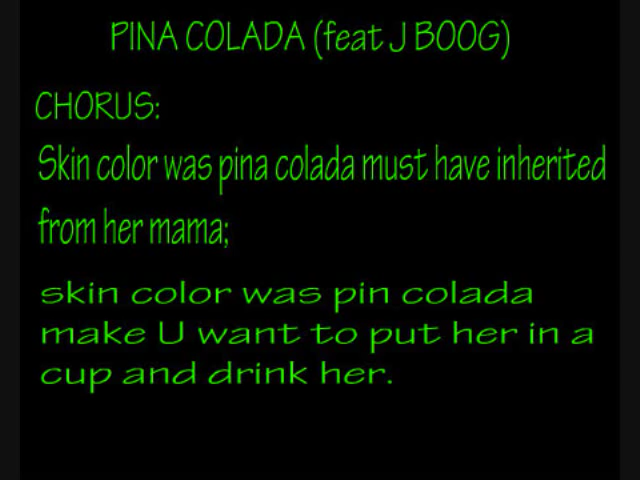 PINA COLADA (feat J BOOG)
CHORUS:
Skin color was pina colada must have inherited
from her mama;
skin color was pin colada
make U want to put her in a
cup and drink her.